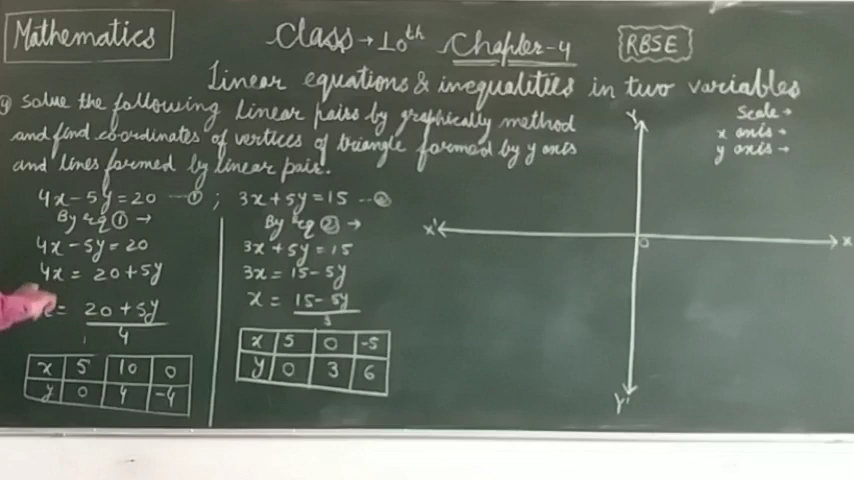 Mathematics
Class → 10th Chapter-4
RBSE
Linear equations & inequalities in two variables
Solve the following linear pairs by graphically method
and find co-ordinates of vertices of triangle formed by y axis
and lines formed by linear pair.
4x - 5y = 20 --- ① ; 3x + 5y = 15 --- ②
By eq ① →
4x - 5y = 20
4x = 20 + 5y
= 20 + 5y
4
x 5 10 0
y 0 4 -4
By eq ② →
3x + 5y = 15
3x = 15 - 5y
x = 15 - 5y
3
x 5 0 -5
y 0 3 6
Scale →
x axis →
y axis →
Y
X' X
O
Y'